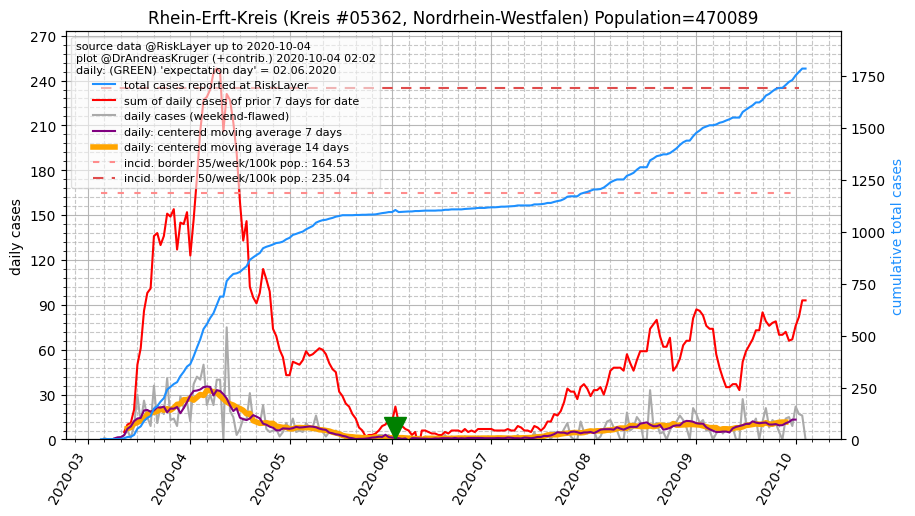 Rhein-Erft-Kreis (Kreis #05362, Nordrhein-Westfalen) Population=470089
source data @RiskLayer up to 2020-10-04
plot @DrAndreasKruger (+contrib.) 2020-10-04 02:02
daily: (GREEN) 'expectation day' = 02.06.2020
total cases reported at RiskLayer
sum of daily cases of prior 7 days for date
daily cases (weekend-flawed)
daily: centered moving average 7 days
daily: centered moving average 14 days
incid. border 35/week/100k pop.: 164.53
incid. border 50/week/100k pop.: 235.04
daily cases
270
240
210
180
150
120
90
60
30
0
cumulative total cases
1750
1500
1250
1000
750
500
250
0
2020-03
2020-04
2020-05
2020-06
2020-07
2020-08
2020-09
2020-10